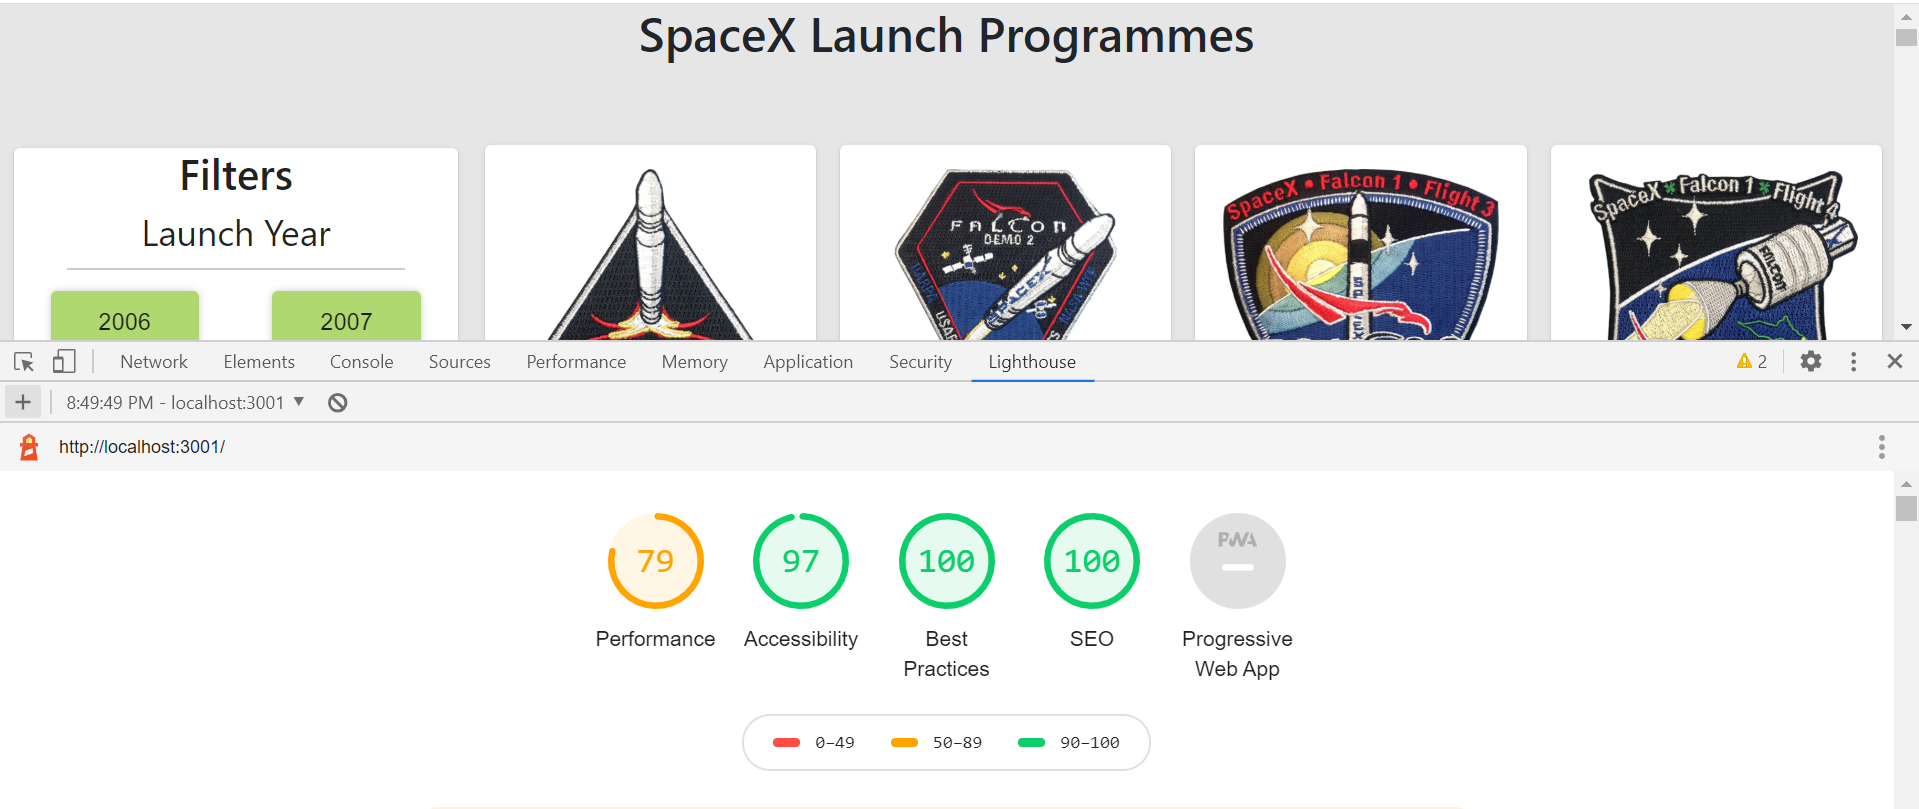 SpaceX Launch Programmes
Filters
Launch Year
2006
2007
FALCON
DEMO 2
DARPA
SPACEX
SpaceX • Falcon 1 • Flight 3
SpaceX Falcon 1 Flight 4
FALCON
Network Elements Console Sources Performance Memory Application Security Lighthouse 2
8:49:49 PM - localhost:3001
http://localhost:3001/
79 97 100 100 PWA
Performance Accessibility Best Practices SEO Progressive Web App
0–49 50–89 90–100